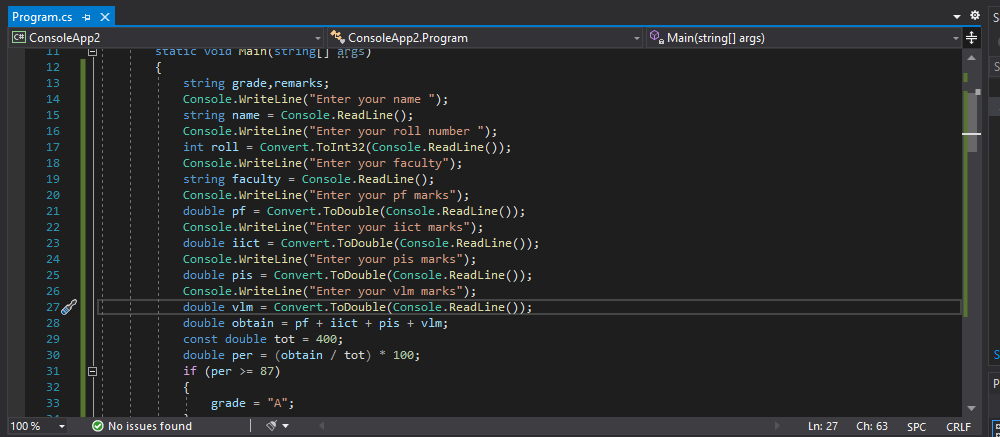 Program.cs
C# ConsoleApp2 ConsoleApp2.Program Main(string[] args)
11 static void Main(string[] args)
12 {
13 string grade,remarks;
14 Console.WriteLine("Enter your name ");
15 string name = Console.ReadLine();
16 Console.WriteLine("Enter your roll number ");
17 int roll = Convert.ToInt32(Console.ReadLine());
18 Console.WriteLine("Enter your faculty");
19 string faculty = Console.ReadLine();
20 Console.WriteLine("Enter your pf marks");
21 double pf = Convert.ToDouble(Console.ReadLine());
22 Console.WriteLine("Enter your iict marks");
23 double iict = Convert.ToDouble(Console.ReadLine());
24 Console.WriteLine("Enter your pis marks");
25 double pis = Convert.ToDouble(Console.ReadLine());
26 Console.WriteLine("Enter your vlm marks");
27 double vlm = Convert.ToDouble(Console.ReadLine());
28 double obtain = pf + iict + pis + vlm;
29 const double tot = 400;
30 double per = (obtain / tot) * 100;
31 if (per >= 87)
32 {
33 grade = "A";
100 % No issues found Ln: 27 Ch: 63 SPC CRLF